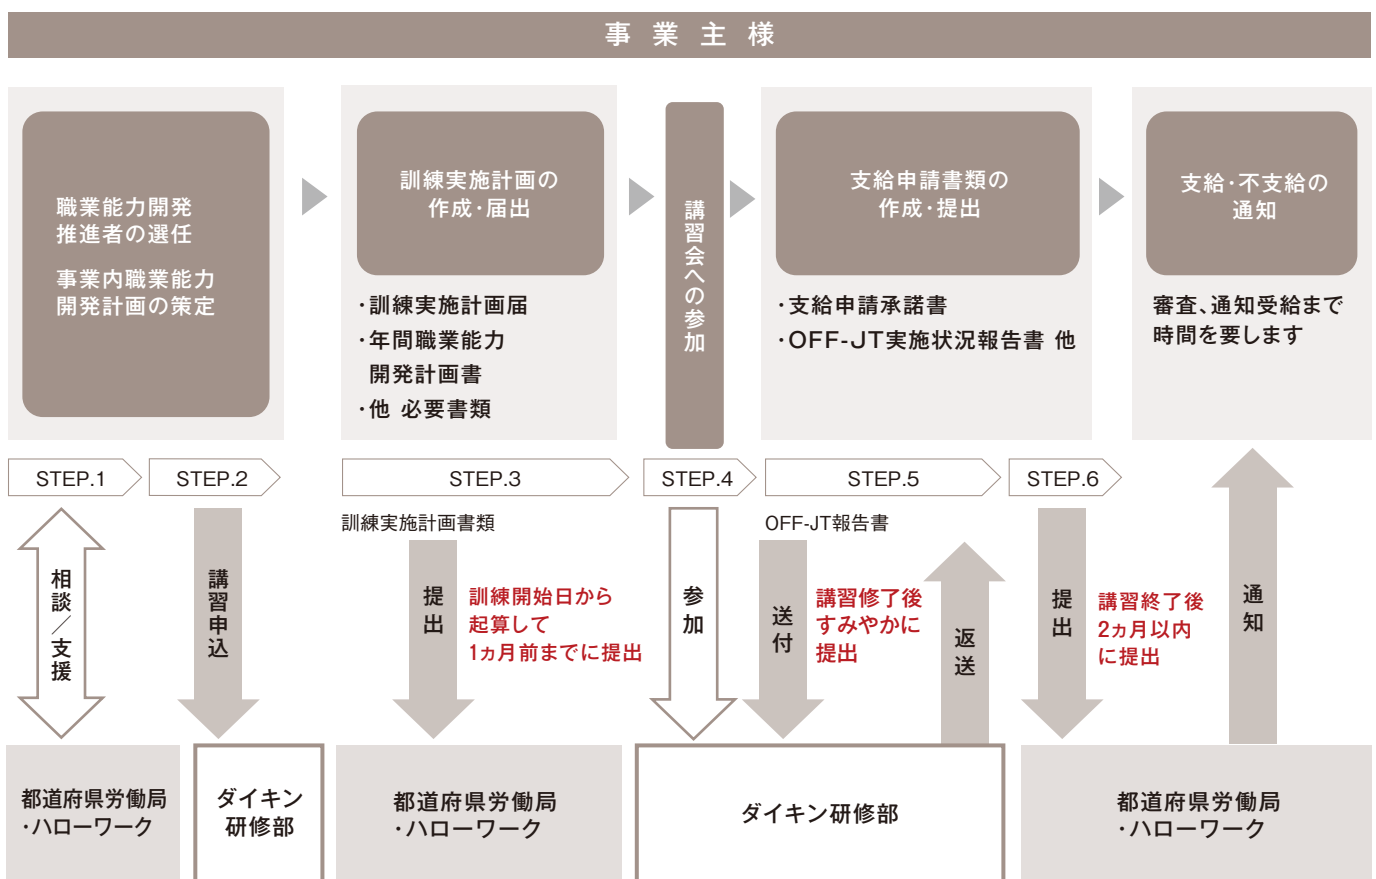 事業主様
職業能力開発
推進者の選任
事業内職業能力
開発計画の策定
訓練実施計画の
作成・届出
・訓練実施計画届
・年間職業能力
開発計画書
・他 必要書類
講習会への参加
支給申請書類の
作成・提出
・支給申請承諾書
・OFF-JT実施状況報告書 他
支給・不支給の
通知
審査、通知受給まで
時間を要します
STEP.1
STEP.2
STEP.3
STEP.4
STEP.5
STEP.6
訓練実施計画書類
OFF-JT報告書
相談／支援
講習申込
提出
訓練開始日から
起算して
1ヵ月前までに提出
参加
送付
講習修了後
すみやかに
提出
返送
提出
講習終了後
2ヵ月以内
に提出
通知
都道府県労働局
・ハローワーク
ダイキン
研修部
都道府県労働局
・ハローワーク
ダイキン研修部
都道府県労働局
・ハローワーク